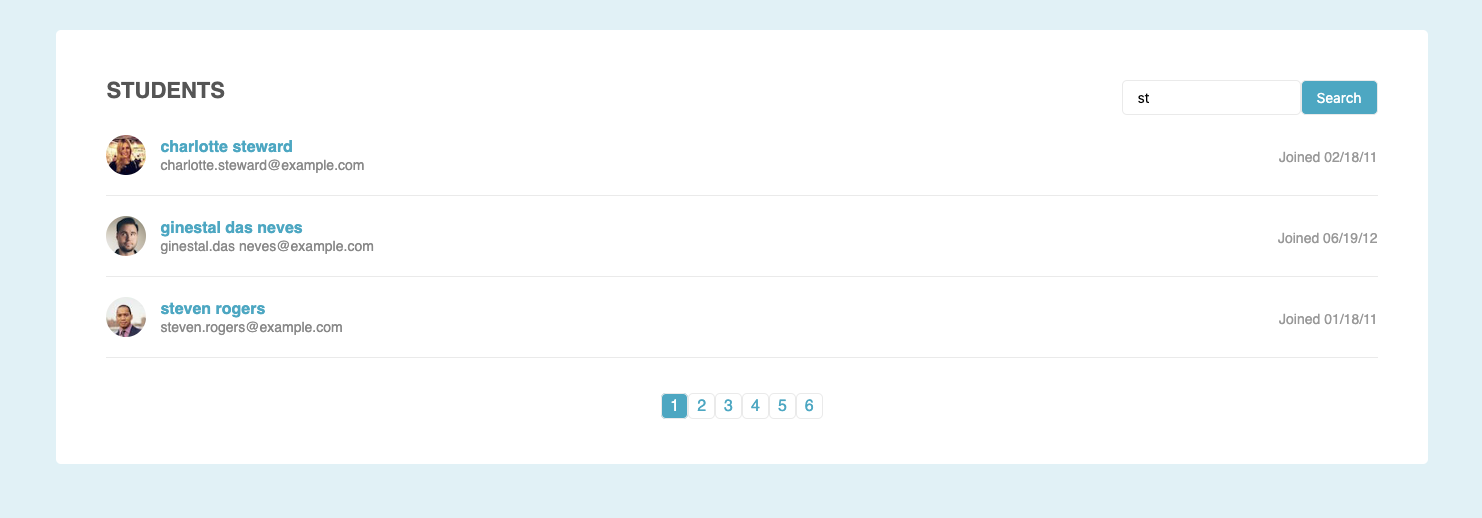 STUDENTS
st
Search
charlotte steward
charlotte.steward@example.com
Joined 02/18/11
ginestal das neves
ginestal.das neves@example.com
Joined 06/19/12
steven rogers
steven.rogers@example.com
Joined 01/18/11
1 2 3 4 5 6